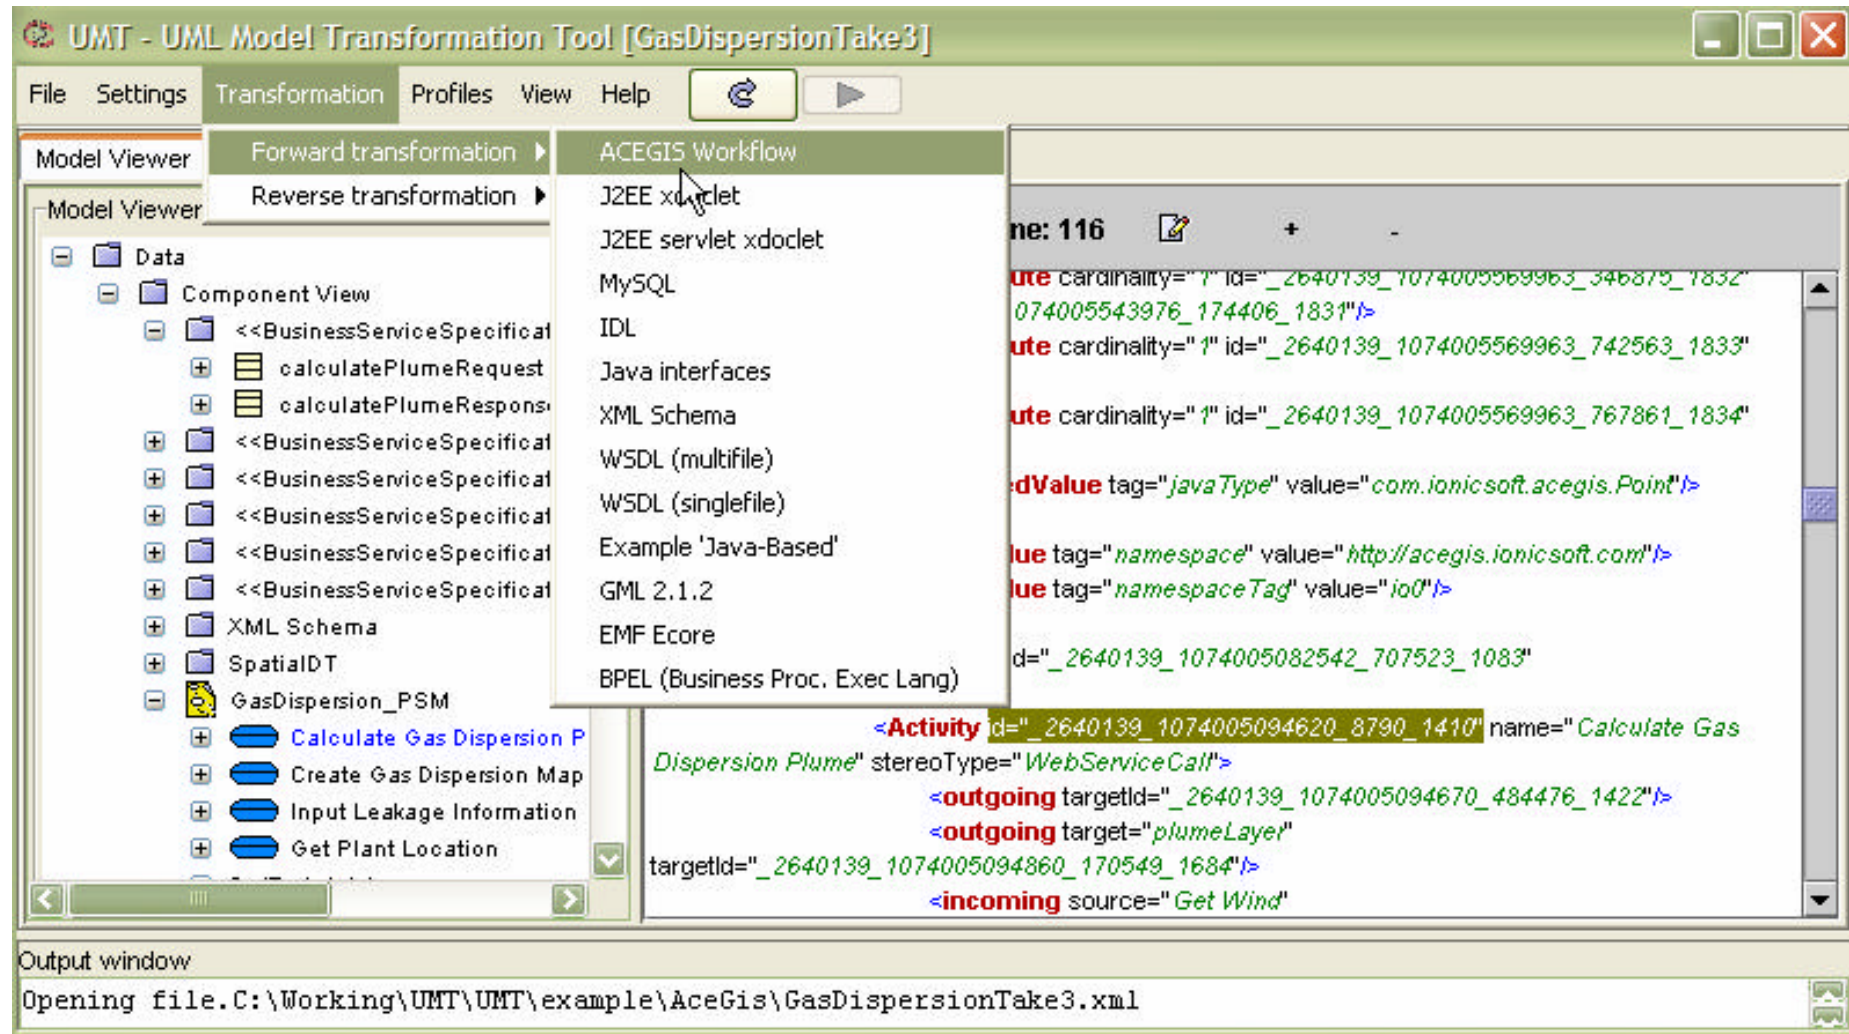 UMT - UML Model Transformation Tool [GasDispersionTake3]
File Settings Transformation Profiles View Help
Model Viewer
Forward transformation
Reverse transformation
ACEGIS Workflow
J2EE xdoclet
J2EE servlet xdoclet
MySQL
IDL
Java interfaces
XML Schema
WSDL (multifile)
WSDL (singlefile)
Example 'Java-Based'
GML 2.1.2
EMF Ecore
BPEL (Business Proc. Exec Lang)
Model Viewer
Data
Component View
<<BusinessServiceSpecificat
calculatePlumeRequest
calculatePlumeRespons
<<BusinessServiceSpecificat
<<BusinessServiceSpecificat
<<BusinessServiceSpecificat
<<BusinessServiceSpecificat
<<BusinessServiceSpecificat
XML Schema
SpatialDT
GasDispersion_PSM
Calculate Gas Dispersion P
Create Gas Dispersion Map
Input Leakage Information
Get Plant Location
ne: 116 + -
ute cardinality="1" id="_2640139_1074005569963_346875_1832"
074005543976_174406_1831"/>
ute cardinality="1" id="_2640139_1074005569963_742563_1833"
ute cardinality="1" id="_2640139_1074005569963_767861_1834"
dValue tag="javaType" value="com.ionicsoft.acegis.Point"/>
lue tag="namespace" value="http://acegis.ionicsoft.com"/>
lue tag="namespaceTag" value="io0"/>
d="_2640139_1074005082542_707523_1083"
<Activity id="_2640139_1074005094620_8790_1410" name="Calculate Gas
Dispersion Plume" stereoType="WebServiceCall">
<outgoing targetId="_2640139_1074005094670_484476_1422"/>
<outgoing target="plumeLayer"
targetId="_2640139_1074005094860_170549_1684"/>
<incoming source="Get Wind"
Output window
Opening file.C:\Working\UMT\UMT\example\AceGis\GasDispersionTake3.xml